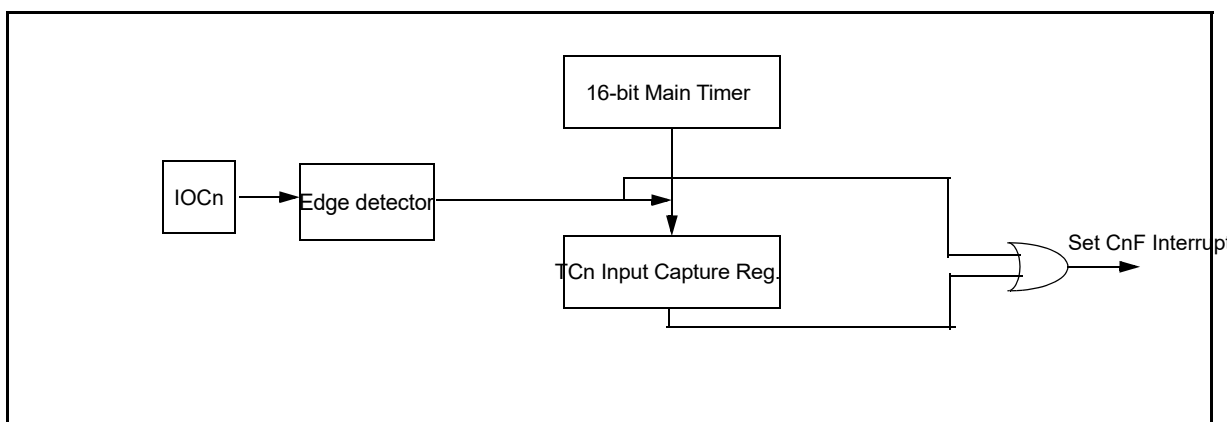 16-bit Main Timer
IOCn
Edge detector
TCn Input Capture Reg.
Set CnF Interrupt